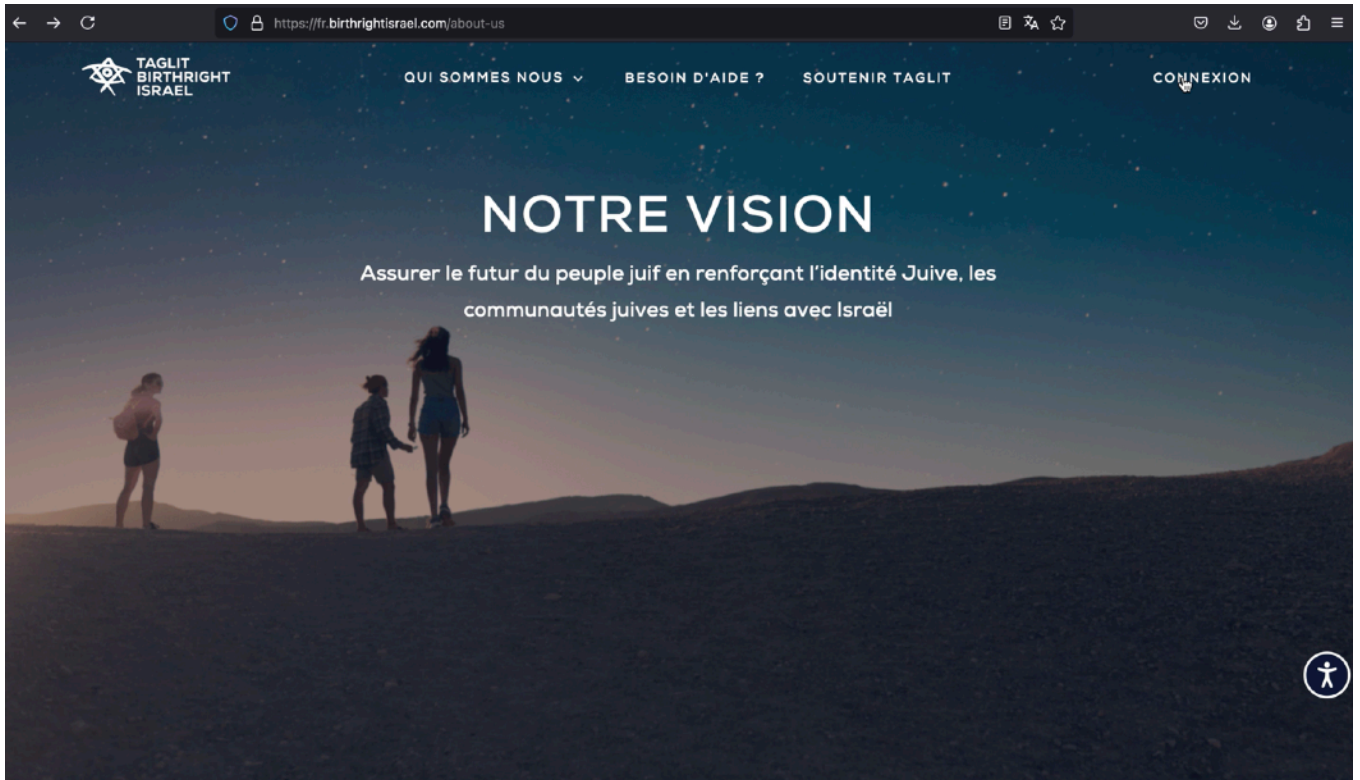 https://fr.birthrightisrael.com/about-us
TAGLIT
BIRTHRIGHT
ISRAEL
QUI SOMMES NOUS
BESOIN D'AIDE ?
SOUTENIR TAGLIT
CONNEXION
NOTRE VISION
Assurer le futur du peuple juif en renforçant l'identité Juive, les
communautés juives et les liens avec Israël